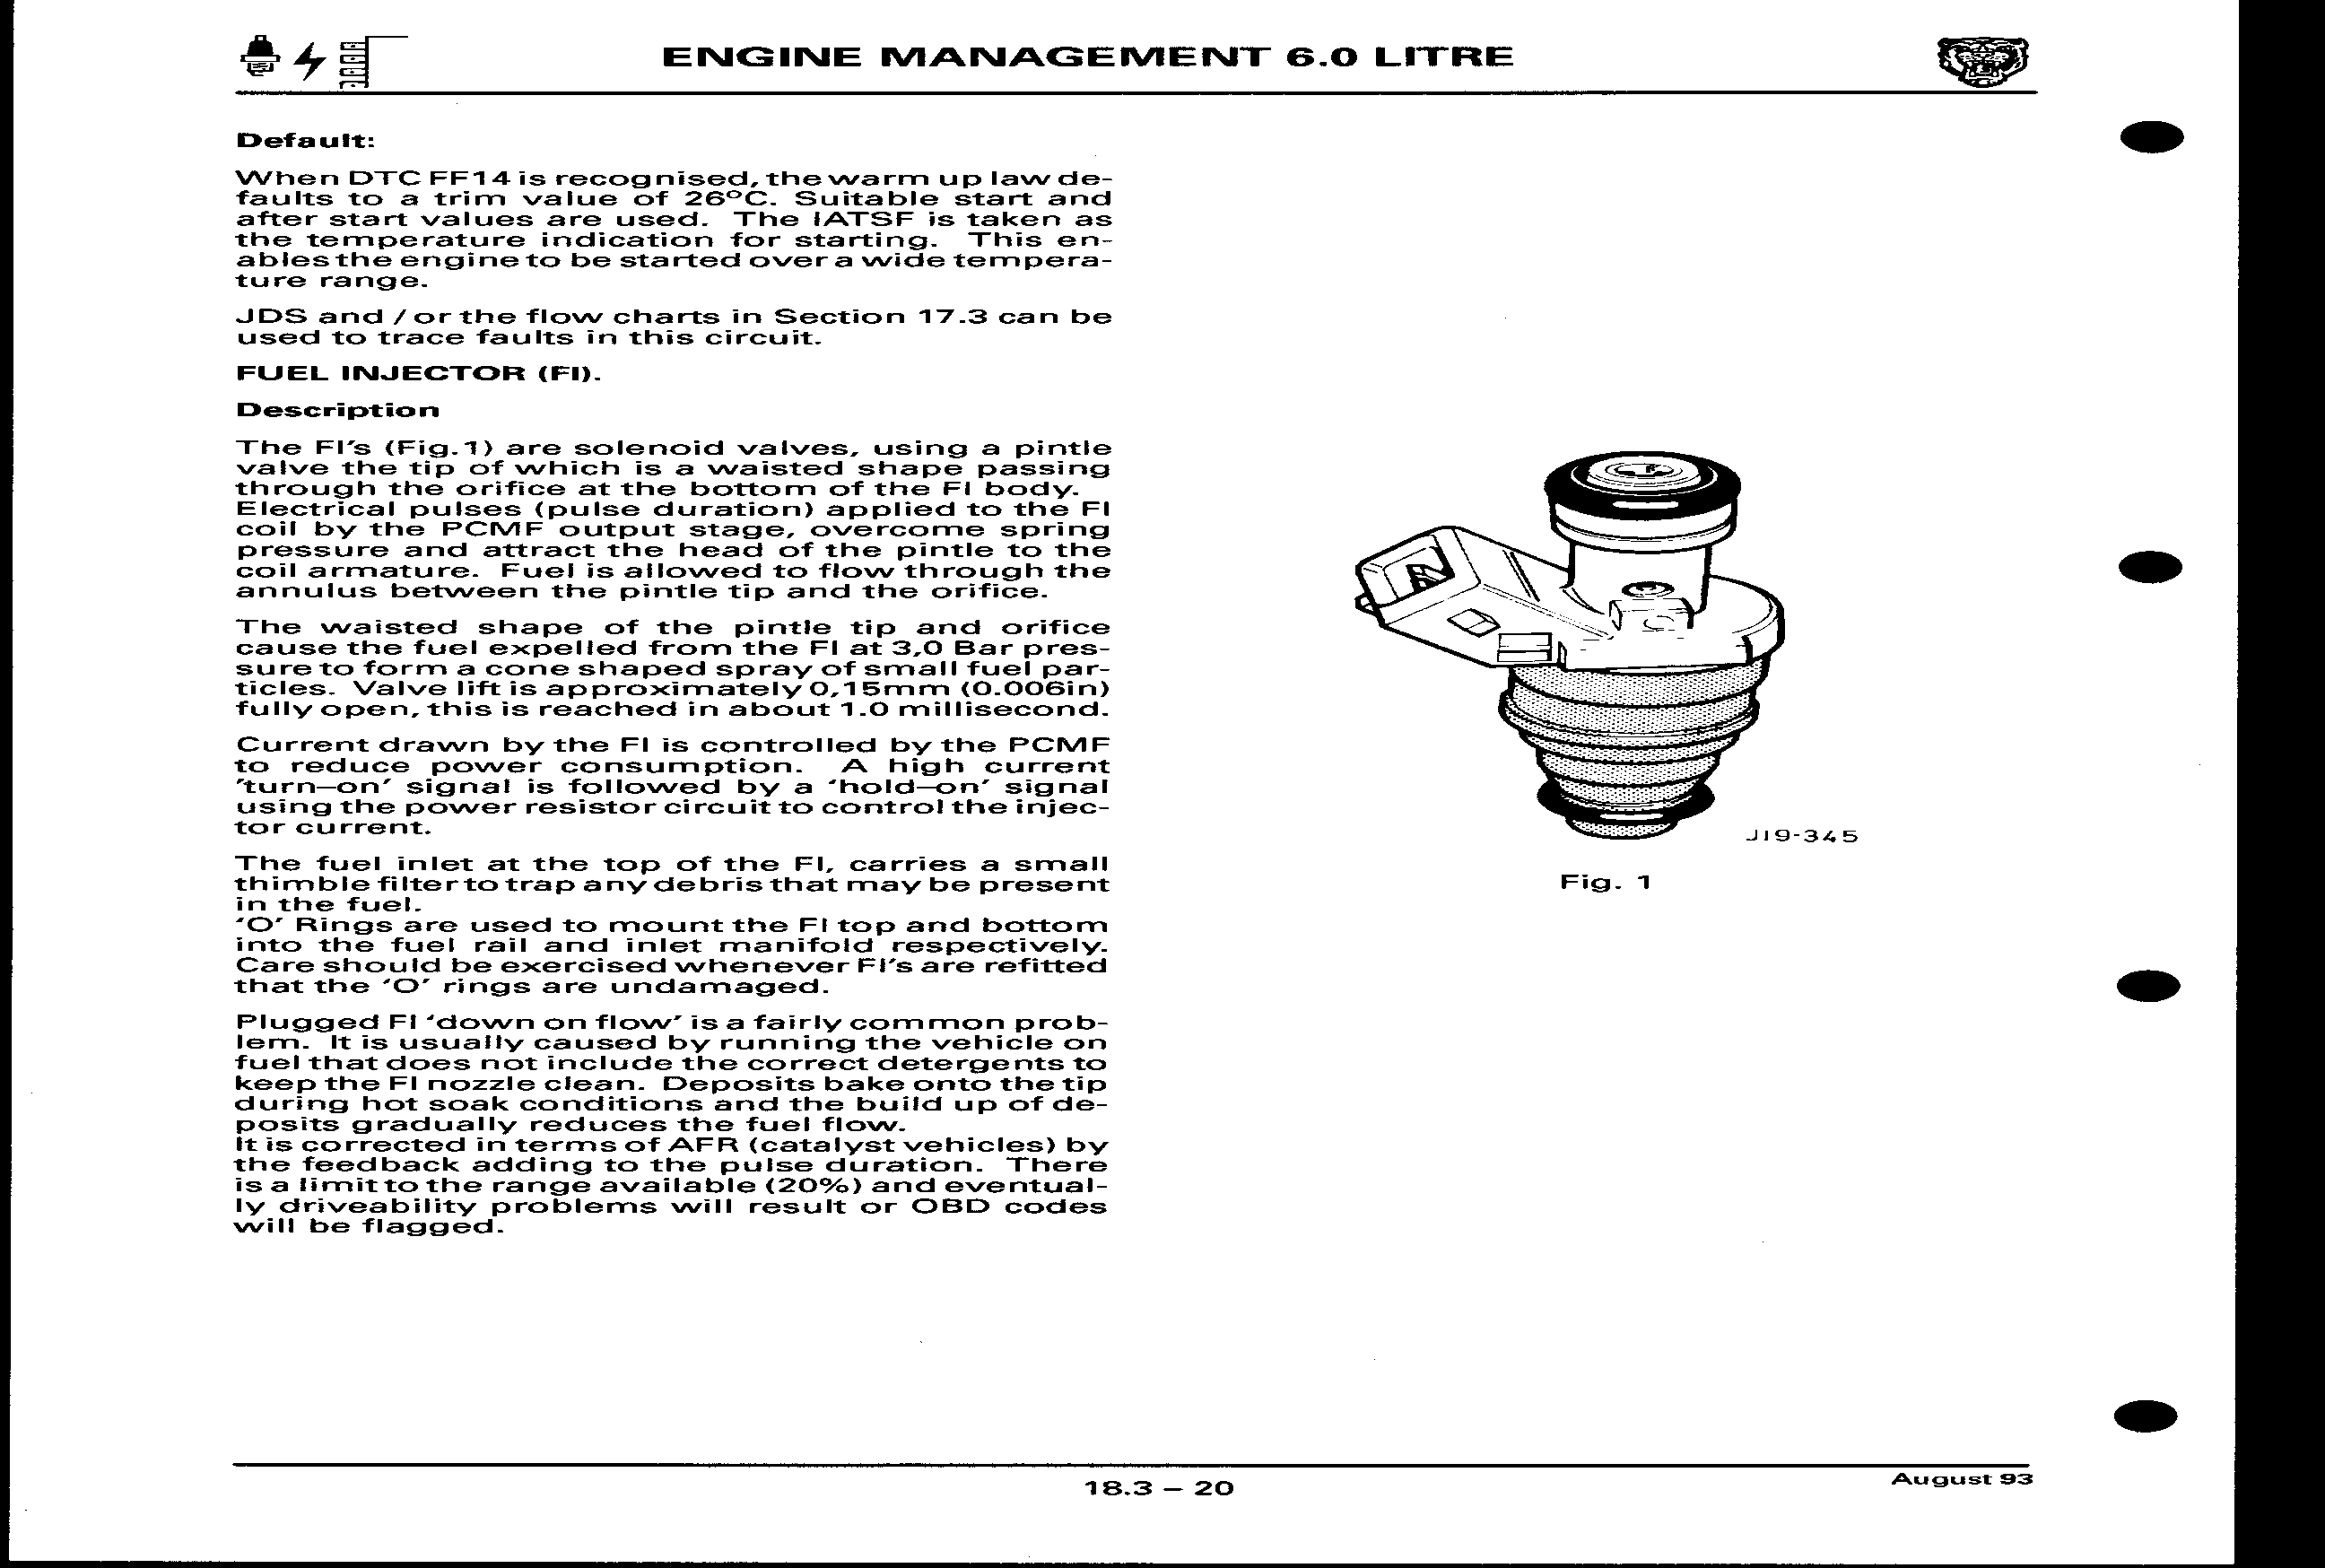 ENGINE MANAGEMENT 6.0 LITRE
Default:
When DTC FF14 is recognised, the warm up law de-
faults to a trim value of 26°C. Suitable start and
after start values are used. The IATSF is taken as
the temperature indication for starting. This en-
ables the engine to be started over a wide tempera-
ture range.
JDS and / or the flow charts in Section 17.3 can be
used to trace faults in this circuit.
FUEL INJECTOR (FI).
Description
The FI's (Fig.1) are solenoid valves, using a pintle
valve the tip of which is a waisted shape passing
through the orifice at the bottom of the FI body.
Electrical pulses (pulse duration) applied to the FI
coil by the PCMF output stage, overcome spring
pressure and attract the head of the pintle to the
coil armature. Fuel is allowed to flow through the
annulus between the pintle tip and the orifice.
The waisted shape of the pintle tip and orifice
cause the fuel expelled from the FI at 3,0 Bar pres-
sure to form a cone shaped spray of small fuel par-
ticles. Valve lift is approximately 0,15mm (0.006in)
fully open, this is reached in about 1.0 millisecond.
Current drawn by the FI is controlled by the PCMF
to reduce power consumption. A high current
'turn–on' signal is followed by a 'hold–on' signal
using the power resistor circuit to control the injec-
tor current.
The fuel inlet at the top of the FI, carries a small
thimble filter to trap any debris that may be present
in the fuel.
'O' Rings are used to mount the FI top and bottom
into the fuel rail and inlet manifold respectively.
Care should be exercised whenever FI's are refitted
that the 'O' rings are undamaged.
Plugged FI 'down on flow' is a fairly common prob-
lem. It is usually caused by running the vehicle on
fuel that does not include the correct detergents to
keep the FI nozzle clean. Deposits bake onto the tip
during hot soak conditions and the build up of de-
posits gradually reduces the fuel flow.
It is corrected in terms of AFR (catalyst vehicles) by
the feedback adding to the pulse duration. There
is a limit to the range available (20%) and eventual-
ly driveability problems will result or OBD codes
will be flagged.
J19-345
Fig. 1
18.3 – 20
August 93